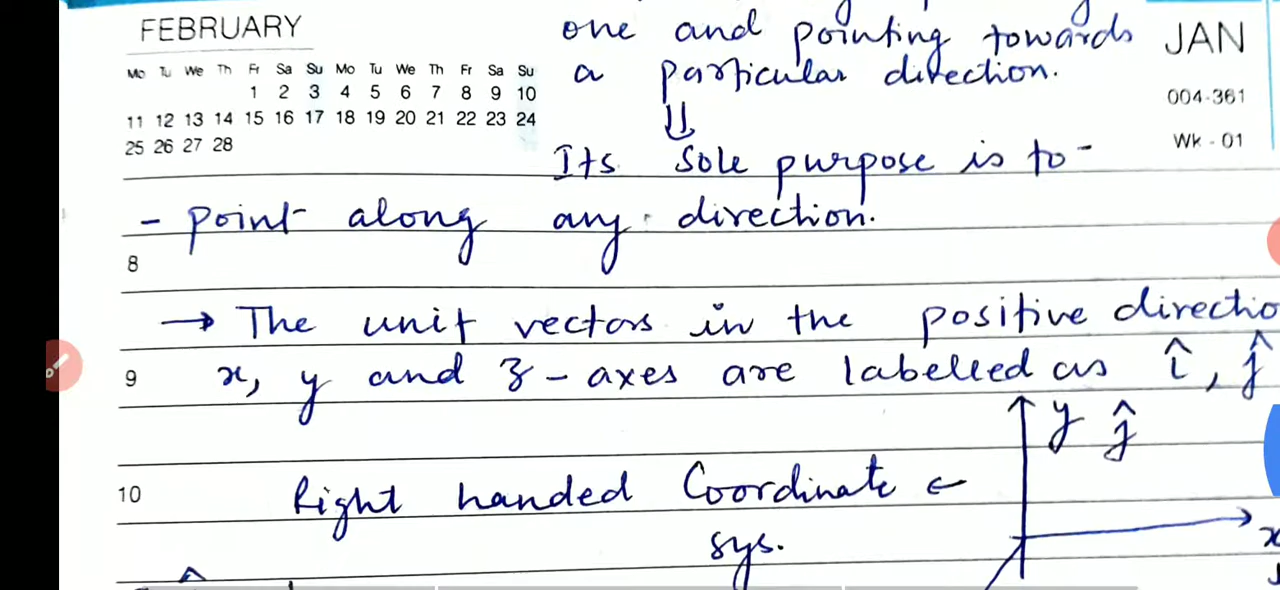 FEBRUARY
Mo Tu We Th Fr Sa Su Mo Tu We Th Fr Sa Su
1 2 3 4 5 6 7 8 9 10
11 12 13 14 15 16 17 18 19 20 21 22 23 24
25 26 27 28
JAN
004-361
Wk - 01
one and pointing towards
a particular direction.
⇓
Its sole purpose is to -
- point along any direction.
8
→ The unit vectors in the positive directio
9 x, y and z - axes are labelled as î, ĵ
y ĵ
10 Right handed Coordinate ←
sys.
x